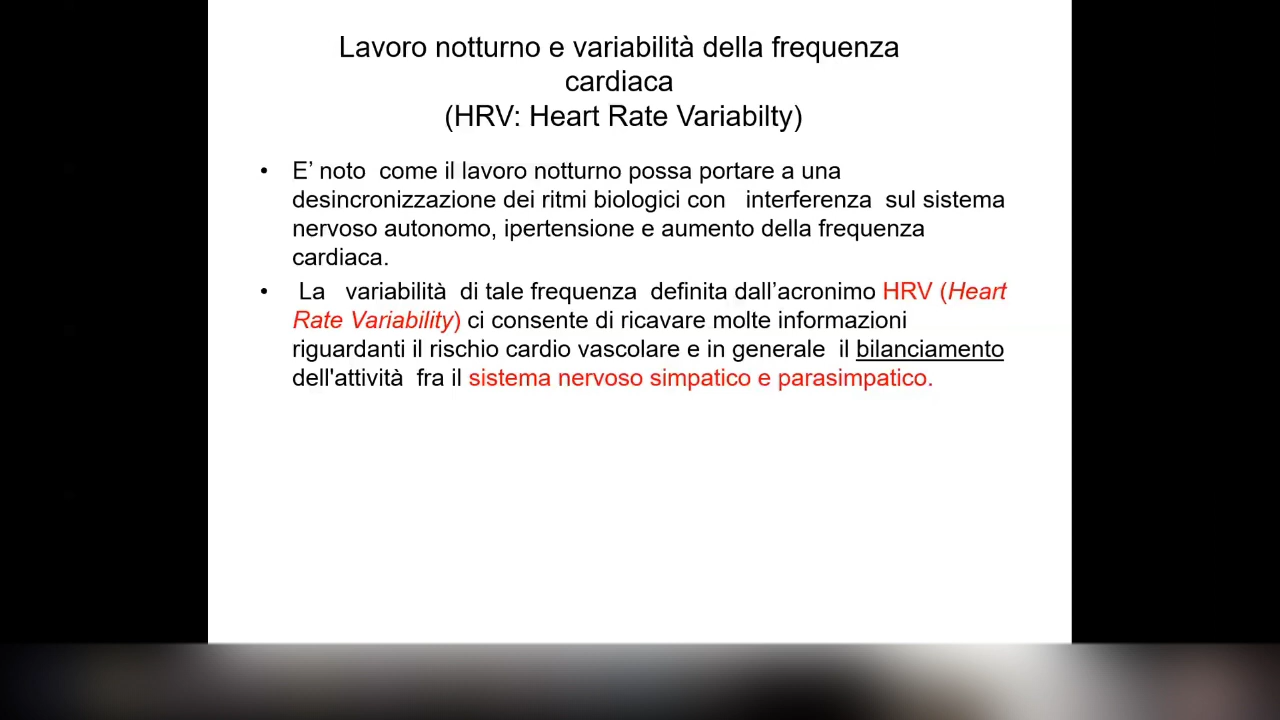 Lavoro notturno e variabilità della frequenza
cardiaca
(HRV: Heart Rate Variabilty)
• E’ noto come il lavoro notturno possa portare a una
desincronizzazione dei ritmi biologici con interferenza sul sistema
nervoso autonomo, ipertensione e aumento della frequenza
cardiaca.
• La variabilità di tale frequenza definita dall’acronimo HRV (Heart
Rate Variability) ci consente di ricavare molte informazioni
riguardanti il rischio cardio vascolare e in generale il bilanciamento
dell'attività fra il sistema nervoso simpatico e parasimpatico.